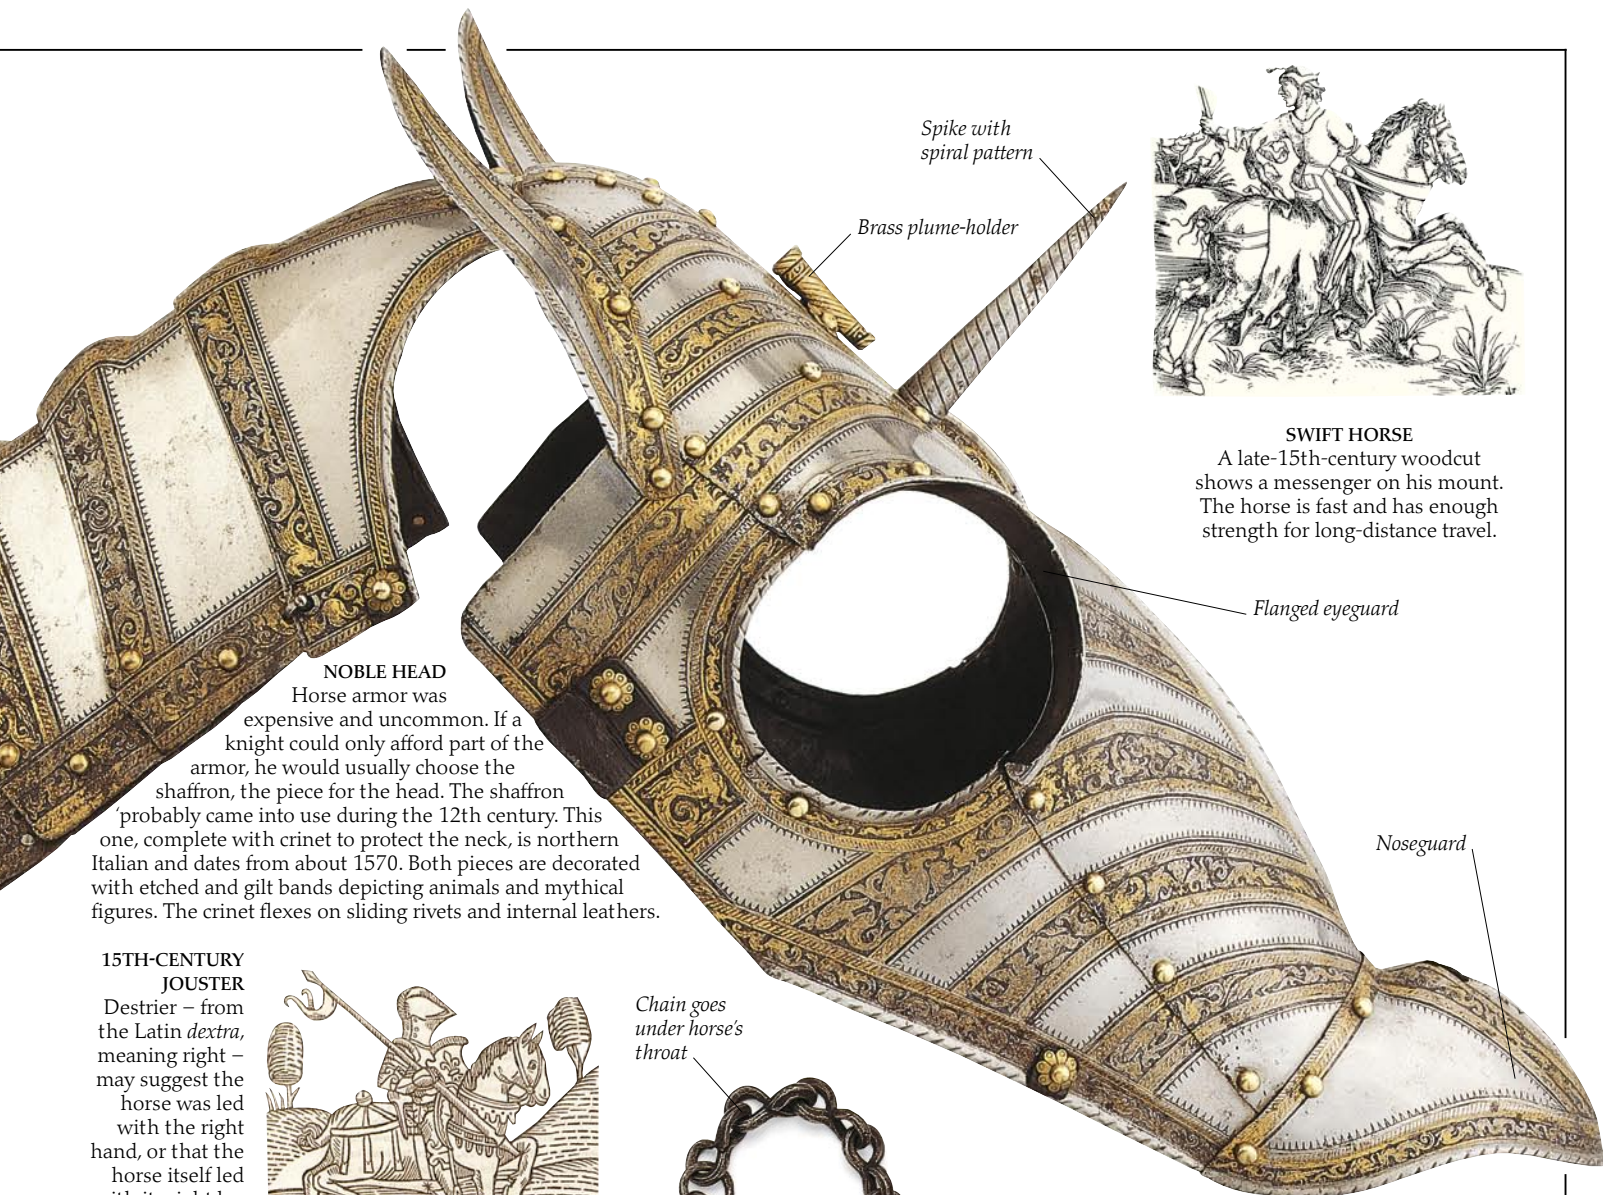 Spike with
spiral pattern
Brass plume-holder
SWIFT HORSE
A late-15th-century woodcut
shows a messenger on his mount.
The horse is fast and has enough
strength for long-distance travel.
Flanged eyeguard
NOBLE HEAD
Horse armor was
expensive and uncommon. If a
knight could only afford part of the
armor, he would usually choose the
shaffron, the piece for the head. The shaffron
‘probably came into use during the 12th century. This
one, complete with crinet to protect the neck, is northern
Italian and dates from about 1570. Both pieces are decorated
with etched and gilt bands depicting animals and mythical
figures. The crinet flexes on sliding rivets and internal leathers.
Noseguard
15TH-CENTURY
JOUSTER
Destrier – from
the Latin dextra,
meaning right –
may suggest the
horse was led
with the right
hand, or that the
horse itself led
Chain goes
under horse's
throat